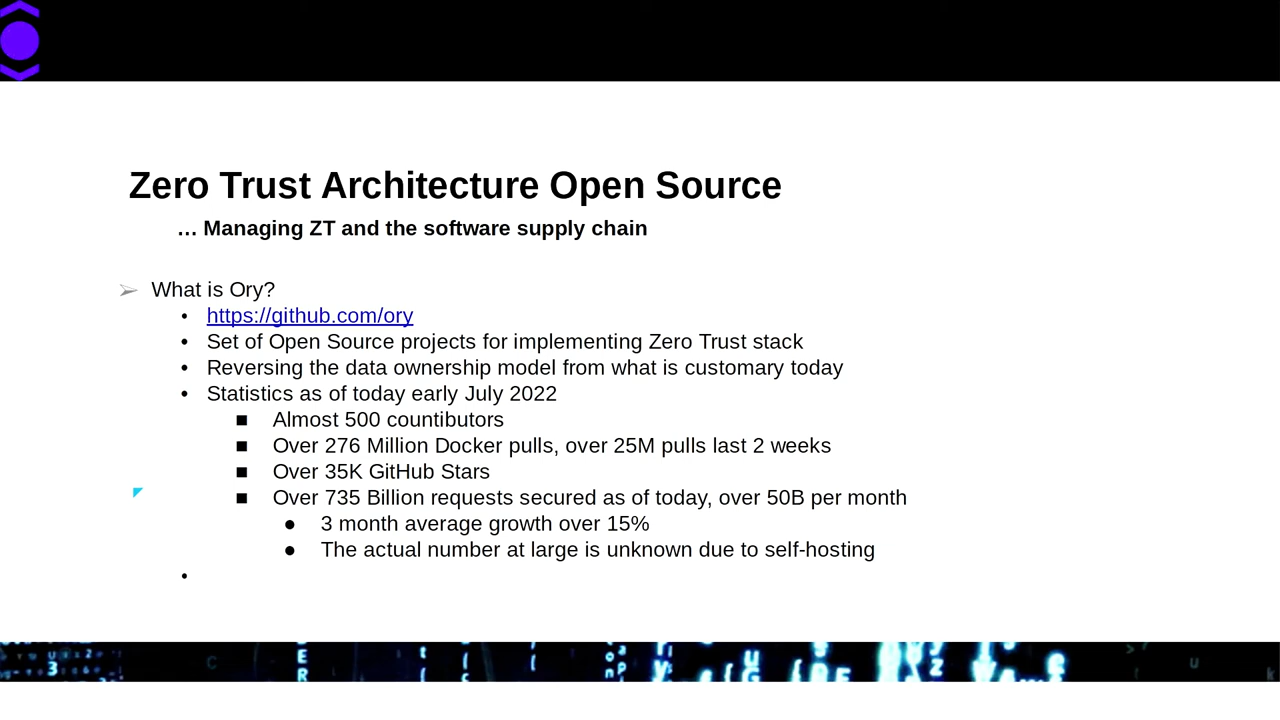 Zero Trust Architecture Open Source
… Managing ZT and the software supply chain
➢ What is Ory?
• https://github.com/ory
• Set of Open Source projects for implementing Zero Trust stack
• Reversing the data ownership model from what is customary today
• Statistics as of today early July 2022
■ Almost 500 countibutors
■ Over 276 Million Docker pulls, over 25M pulls last 2 weeks
■ Over 35K GitHub Stars
■ Over 735 Billion requests secured as of today, over 50B per month
● 3 month average growth over 15%
● The actual number at large is unknown due to self-hosting
•